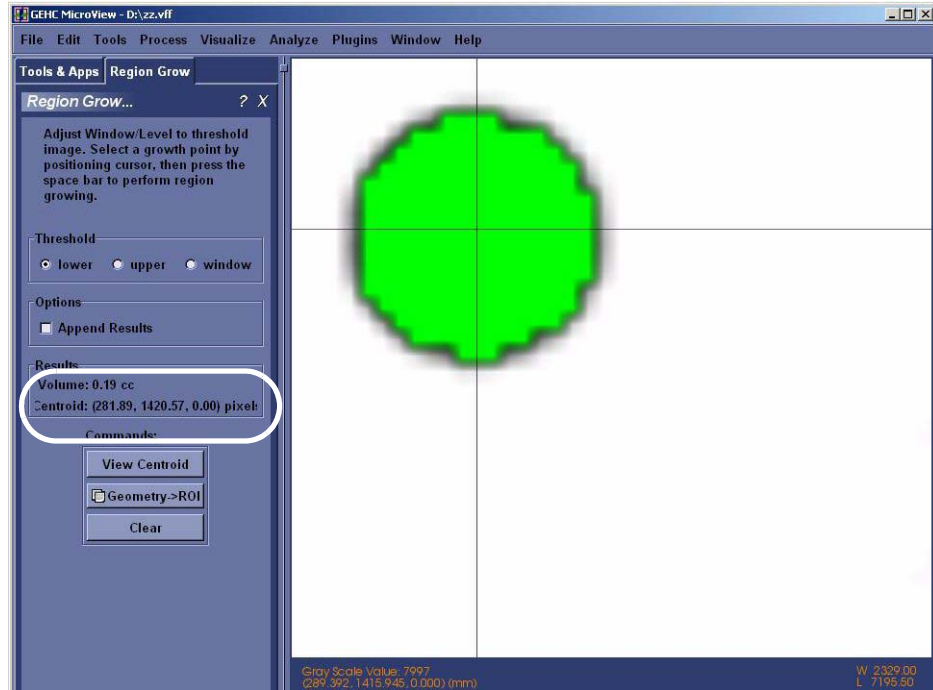 GEHC MicroView - D:\zz.vff
File Edit Tools Process Visualize Analyze Plugins Window Help
Tools & Apps Region Grow
Region Grow... ? X
Adjust Window/Level to threshold
image. Select a growth point by
positioning cursor, then press the
space bar to perform region
growing.
Threshold
lower upper window
Options
Append Results
Results
Volume: 0.19 cc
Centroid: (281.89, 1420.57, 0.00) pixels
Commands:
View Centroid
Geometry->ROI
Clear
Gray Scale Value: 7997
(289.392, 1415.945, 0.000) (mm)
W 2329.00
L 7195.50